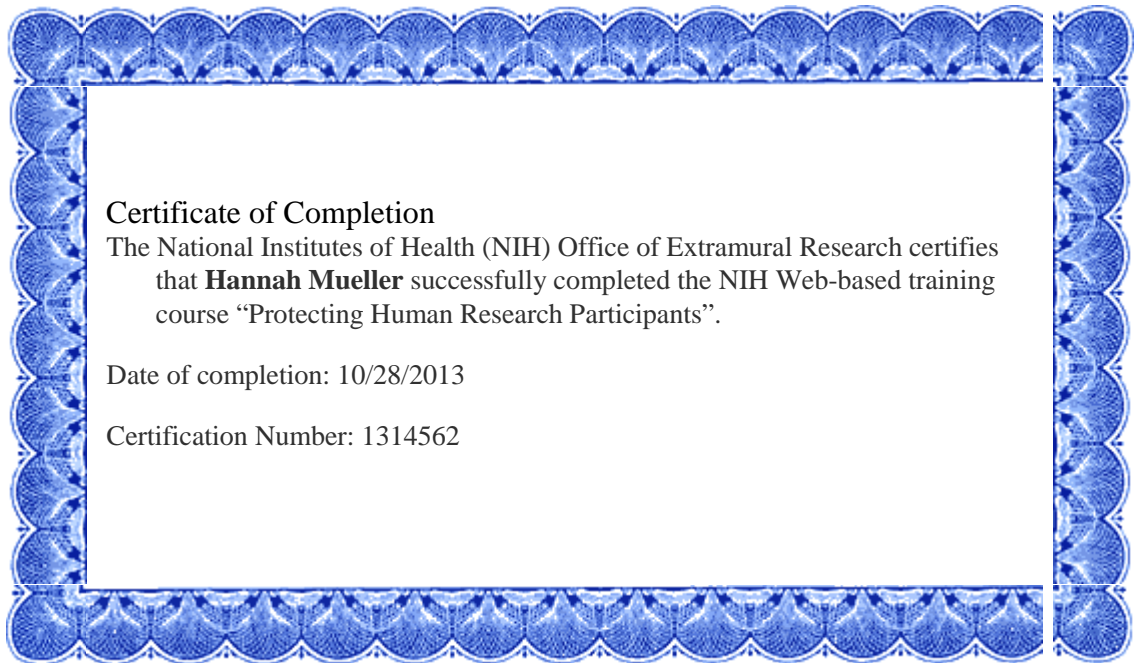 Certificate of Completion
The National Institutes of Health (NIH) Office of Extramural Research certifies
that Hannah Mueller successfully completed the NIH Web-based training
course “Protecting Human Research Participants”.
Date of completion: 10/28/2013
Certification Number: 1314562